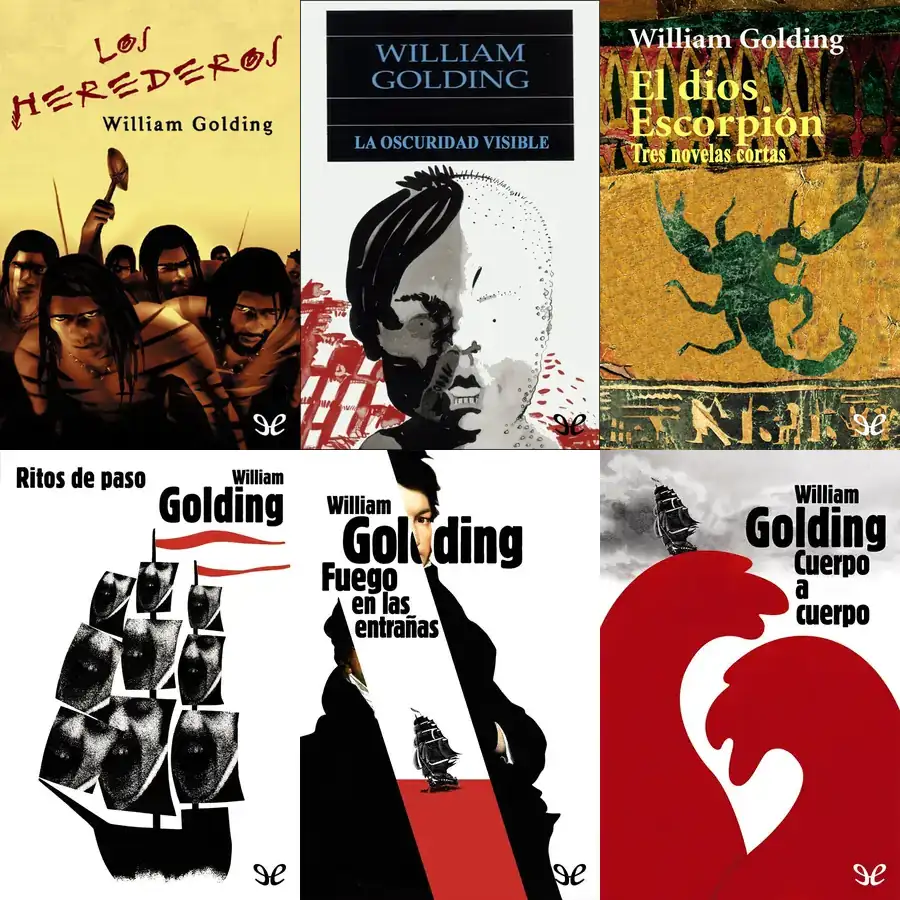 LOS
HEREDEROS
William Golding
WILLIAM
GOLDING
LA OSCURIDAD VISIBLE
William Golding
El dios
Escorpión
Tres novelas cortas
Ritos de paso
William
Golding
William
Golding
Fuego
en las
entrañas
William
Golding
Cuerpo
a
cuerpo